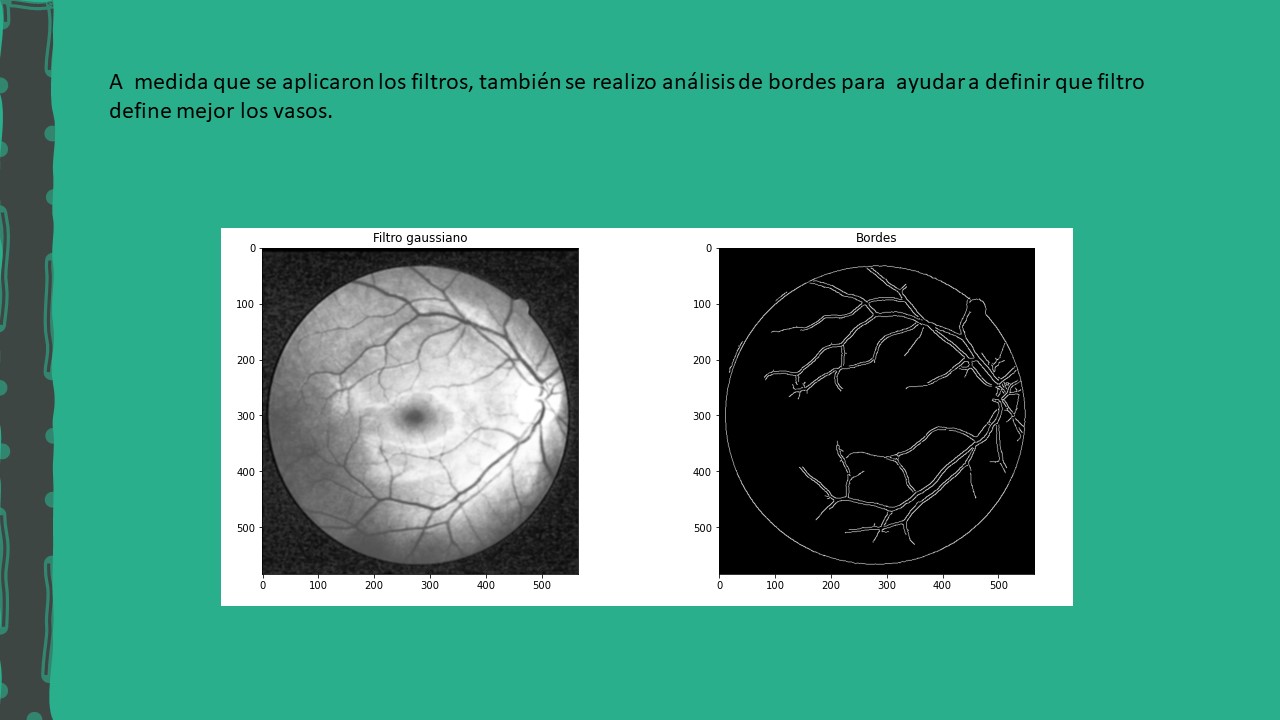 A medida que se aplicaron los filtros, también se realizo análisis de bordes para ayudar a definir que filtro
define mejor los vasos.
Filtro gaussiano
0
100
200
300
400
500
0 100 200 300 400 500
Bordes
0
100
200
300
400
500
0 100 200 300 400 500